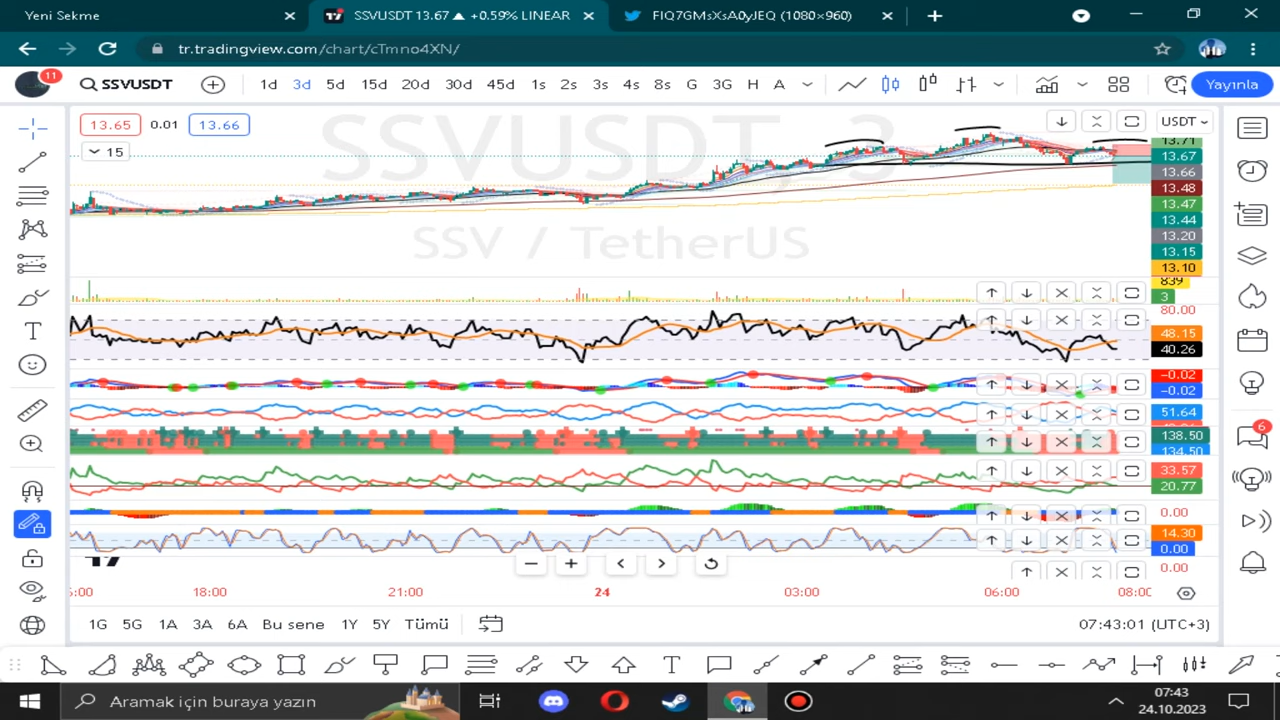 Yeni Sekme
SSVUSDT 13.67 ▲ +0.59% LINEAR
FIQ7GMsXsA0yJEQ (1080×960)
tr.tradingview.com/chart/cTmno4XN/
11
SSVUSDT
1d 3d 5d 15d 20d 30d 45d 1s 2s 3s 4s 8s G 3G H A
Yayınla
13.65 0.01 13.66
15
SSVUSDT, 3
SSV / TetherUS
USDT
13.71
13.67
13.66
13.48
13.47
13.44
13.20
13.15
13.10
839
3
80.00
48.15
40.26
−0.02
−0.02
51.64
138.50
134.50
33.57
20.77
0.00
14.30
0.00
0.00
6
18:00 21:00 24 03:00 06:00 08:00
1G 5G 1A 3A 6A Bu sene 1Y 5Y Tümü
07:43:01 (UTC+3)
Aramak için buraya yazın
07:43
24.10.2023